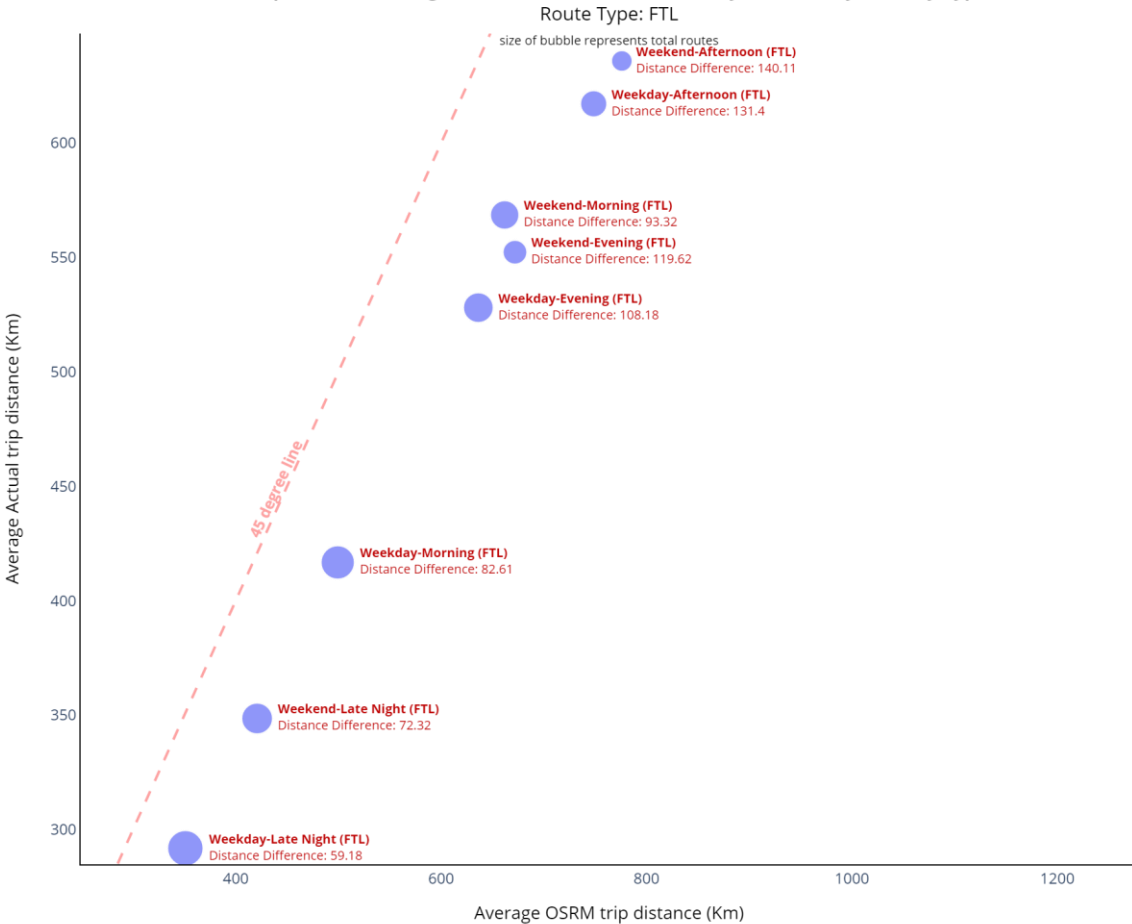 Route Type: FTL
size of bubble represents total routes
Weekend-Afternoon (FTL)
Distance Difference: 140.11
Weekday-Afternoon (FTL)
Distance Difference: 131.4
600
Weekend-Morning (FTL)
Distance Difference: 93.32
550
Weekend-Evening (FTL)
Distance Difference: 119.62
Weekday-Evening (FTL)
Distance Difference: 108.18
500
Average Actual trip distance (Km)
45 degree line
450
Weekday-Morning (FTL)
Distance Difference: 82.61
400
Weekend-Late Night (FTL)
Distance Difference: 72.32
350
300
Weekday-Late Night (FTL)
Distance Difference: 59.18
400 600 800 1000 1200
Average OSRM trip distance (Km)